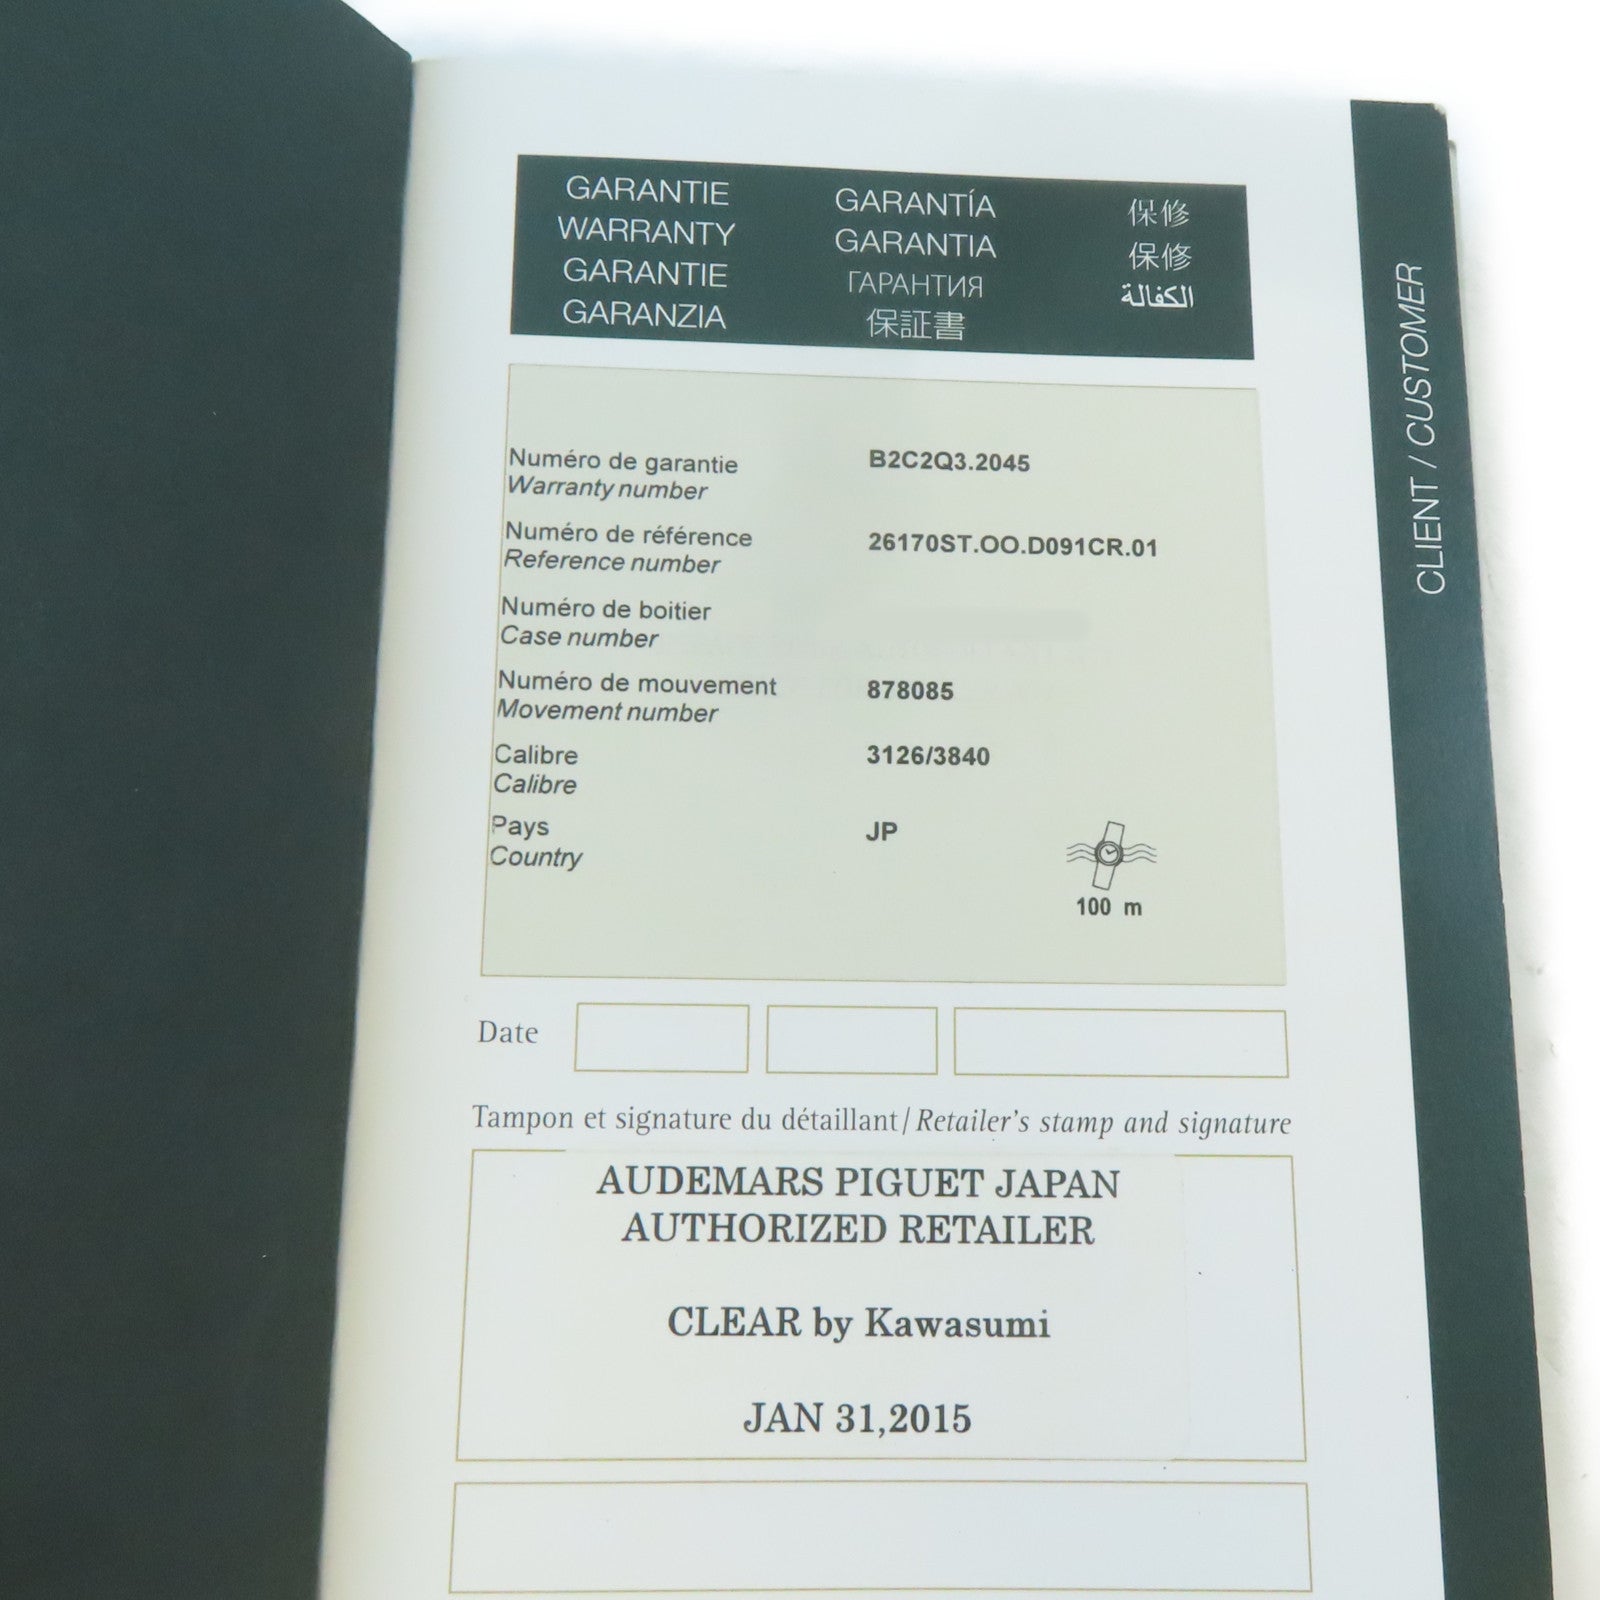 GARANTIE
WARRANTY
GARANTIE
GARANZIA
GARANTÍA
GARANTIA
ГАРАНТИЯ
保証書
保修
保修
الكفالة
Numéro de garantie B2C2Q3.2045
Warranty number
Numéro de référence 26170ST.OO.D091CR.01
Reference number
Numéro de boitier
Case number
Numéro de mouvement 878085
Movement number
Calibre 3126/3840
Calibre
Pays JP
Country
100 m
Date
Tampon et signature du détaillant / Retailer's stamp and signature
AUDEMARS PIGUET JAPAN
AUTHORIZED RETAILER
CLEAR by Kawasumi
JAN 31,2015
CLIENT / CUSTOMER